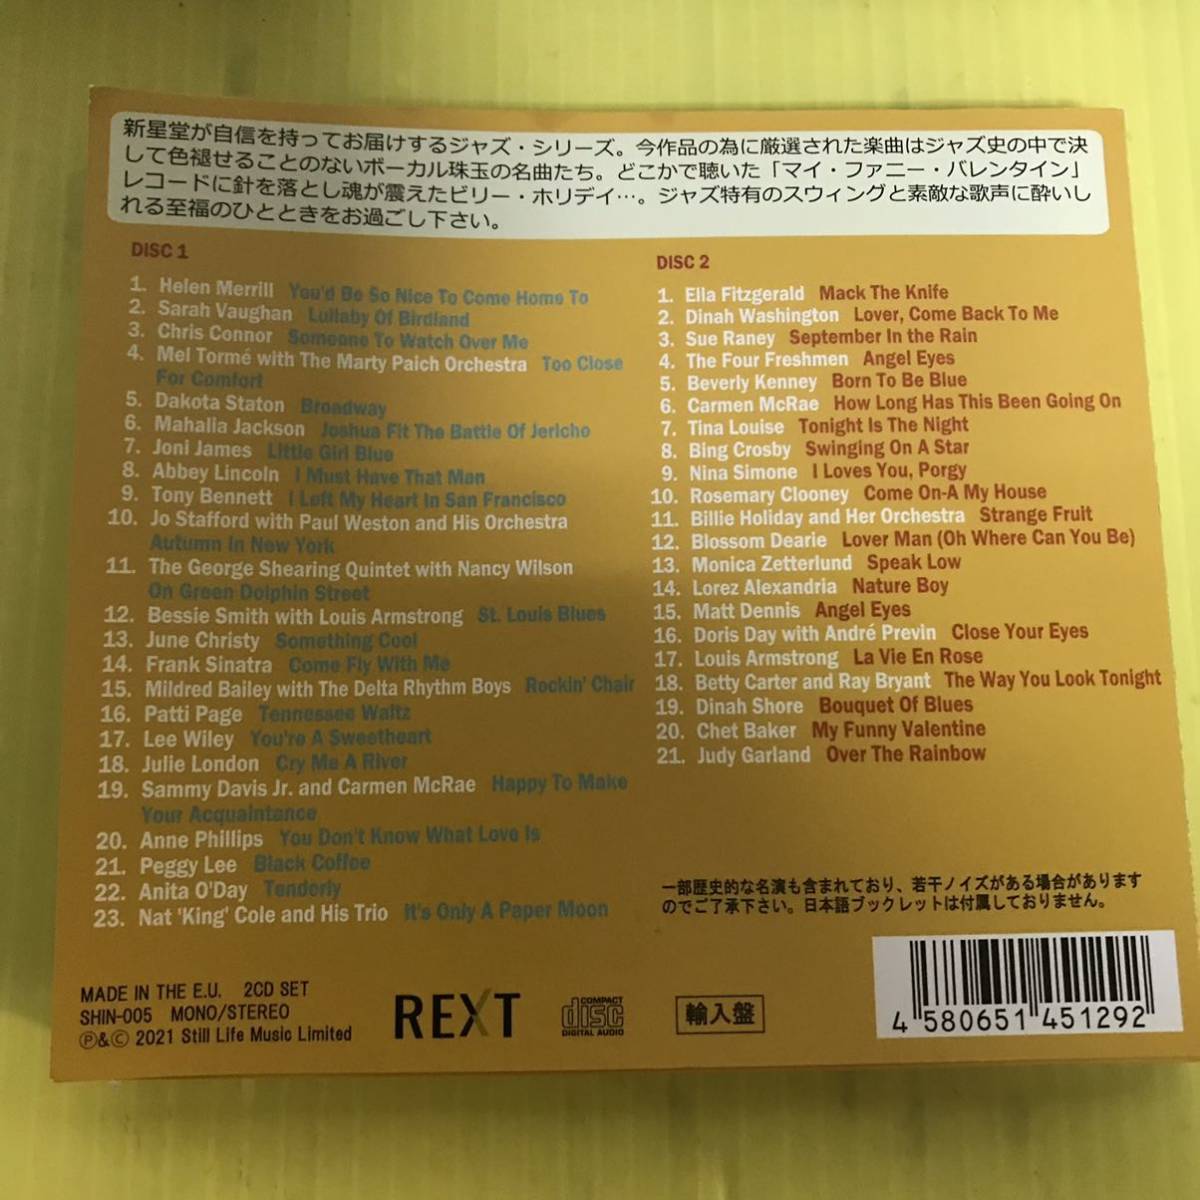 新星堂が自信を持ってお届けするジャズ・シリーズ。今作品の為に厳選された楽曲はジャズ史の中で決
して色褪せることのないボーカル珠玉の名曲たち。どこかで聴いた「マイ・ファニー・バレンタイン」
レコードに針を落とし魂が震えたビリー・ホリデイ…。ジャズ特有のスウィングと素敵な歌声に酔いし
れる至福のひとときをお過ごし下さい。
DISC 1
1. Helen Merrill You'd Be So Nice To Come Home To
2. Sarah Vaughan Lullaby Of Birdland
3. Chris Connor Someone To Watch Over Me
4. Mel Tormé with The Marty Paich Orchestra Too Close
For Comfort
5. Dakota Staton Broadway
6. Mahalia Jackson Joshua Fit The Battle Of Jericho
7. Joni James Little Girl Blue
8. Abbey Lincoln I Must Have That Man
9. Tony Bennett I Left My Heart In San Francisco
10. Jo Stafford with Paul Weston and His Orchestra
Autumn In New York
11. The George Shearing Quintet with Nancy Wilson
On Green Dolphin Street
12. Bessie Smith with Louis Armstrong St. Louis Blues
13. June Christy Something Cool
14. Frank Sinatra Come Fly With Me
15. Mildred Bailey with The Delta Rhythm Boys Rockin' Chair
16. Patti Page Tennessee Waltz
17. Lee Wiley You're A Sweetheart
18. Julie London Cry Me A River
19. Sammy Davis Jr. and Carmen McRae Happy To Make
Your Acquaintance
20. Anne Phillips You Don't Know What Love Is
21. Peggy Lee Black Coffee
22. Anita O'Day Tenderly
23. Nat 'King' Cole and His Trio It's Only A Paper Moon
DISC 2
1. Ella Fitzgerald Mack The Knife
2. Dinah Washington Lover, Come Back To Me
3. Sue Raney September In the Rain
4. The Four Freshmen Angel Eyes
5. Beverly Kenney Born To Be Blue
6. Carmen McRae How Long Has This Been Going On
7. Tina Louise Tonight Is The Night
8. Bing Crosby Swinging On A Star
9. Nina Simone I Loves You, Porgy
10. Rosemary Clooney Come On-A My House
11. Billie Holiday and Her Orchestra Strange Fruit
12. Blossom Dearie Lover Man (Oh Where Can You Be)
13. Monica Zetterlund Speak Low
14. Lorez Alexandria Nature Boy
15. Matt Dennis Angel Eyes
16. Doris Day with André Previn Close Your Eyes
17. Louis Armstrong La Vie En Rose
18. Betty Carter and Ray Bryant The Way You Look Tonight
19. Dinah Shore Bouquet Of Blues
20. Chet Baker My Funny Valentine
21. Judy Garland Over The Rainbow
一部歴史的な名演も含まれており、若干ノイズがある場合があります
のでご了承下さい。日本語ブックレットは付属しておりません。
MADE IN THE E.U. 2CD SET
SHIN-005 MONO/STEREO
Ⓟ&Ⓒ 2021 Still Life Music Limited
REXT
COMPACT
disc
DIGITAL AUDIO
輸入盤
4 580651 451292